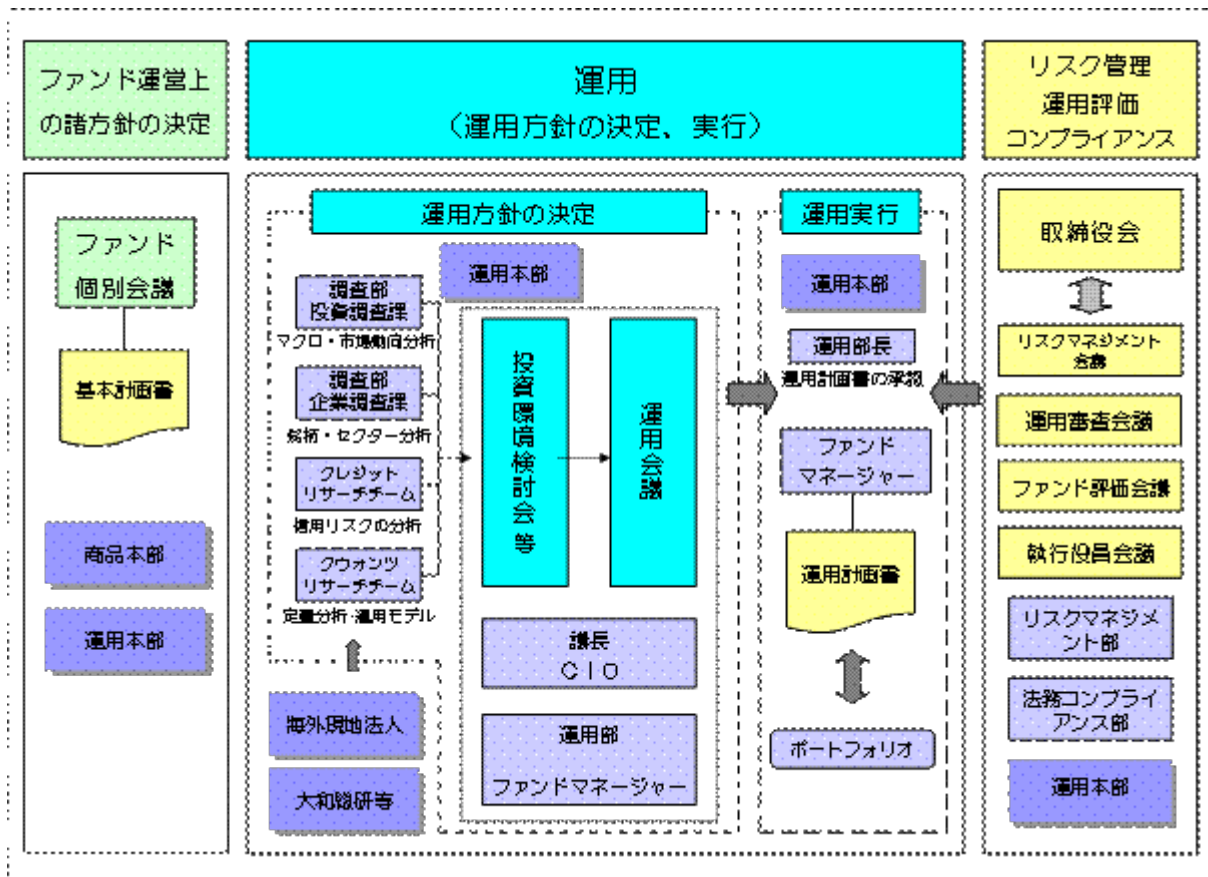 ファンド運営上
の諸方針の決定
ファンド
個別会議
基本計画書
商品本部
運用本部
運用
（運用方針の決定、実行）
運用方針の決定
運用本部
調査部
投資調査課
マクロ・市場動向分析
調査部
企業調査課
銘柄・セクター分析
クレジット
リサーチチーム
信用リスクの分析
クウォンツ
リサーチチーム
定量分析・運用モデル
海外現地法人
大和総研等
投資環境検討会等
運用会議
議長
ＣＩＯ
運用部
ファンドマネージャー
運用実行
運用本部
運用部長
運用計画書の承認
ファンド
マネージャー
運用計画書
ポートフォリオ
リスク管理
運用評価
コンプライアンス
取締役会
リスクマネジメント
会議
運用審査会議
ファンド評価会議
執行役員会議
リスクマネジメ
ント部
法務コンプライ
アンス部
運用本部